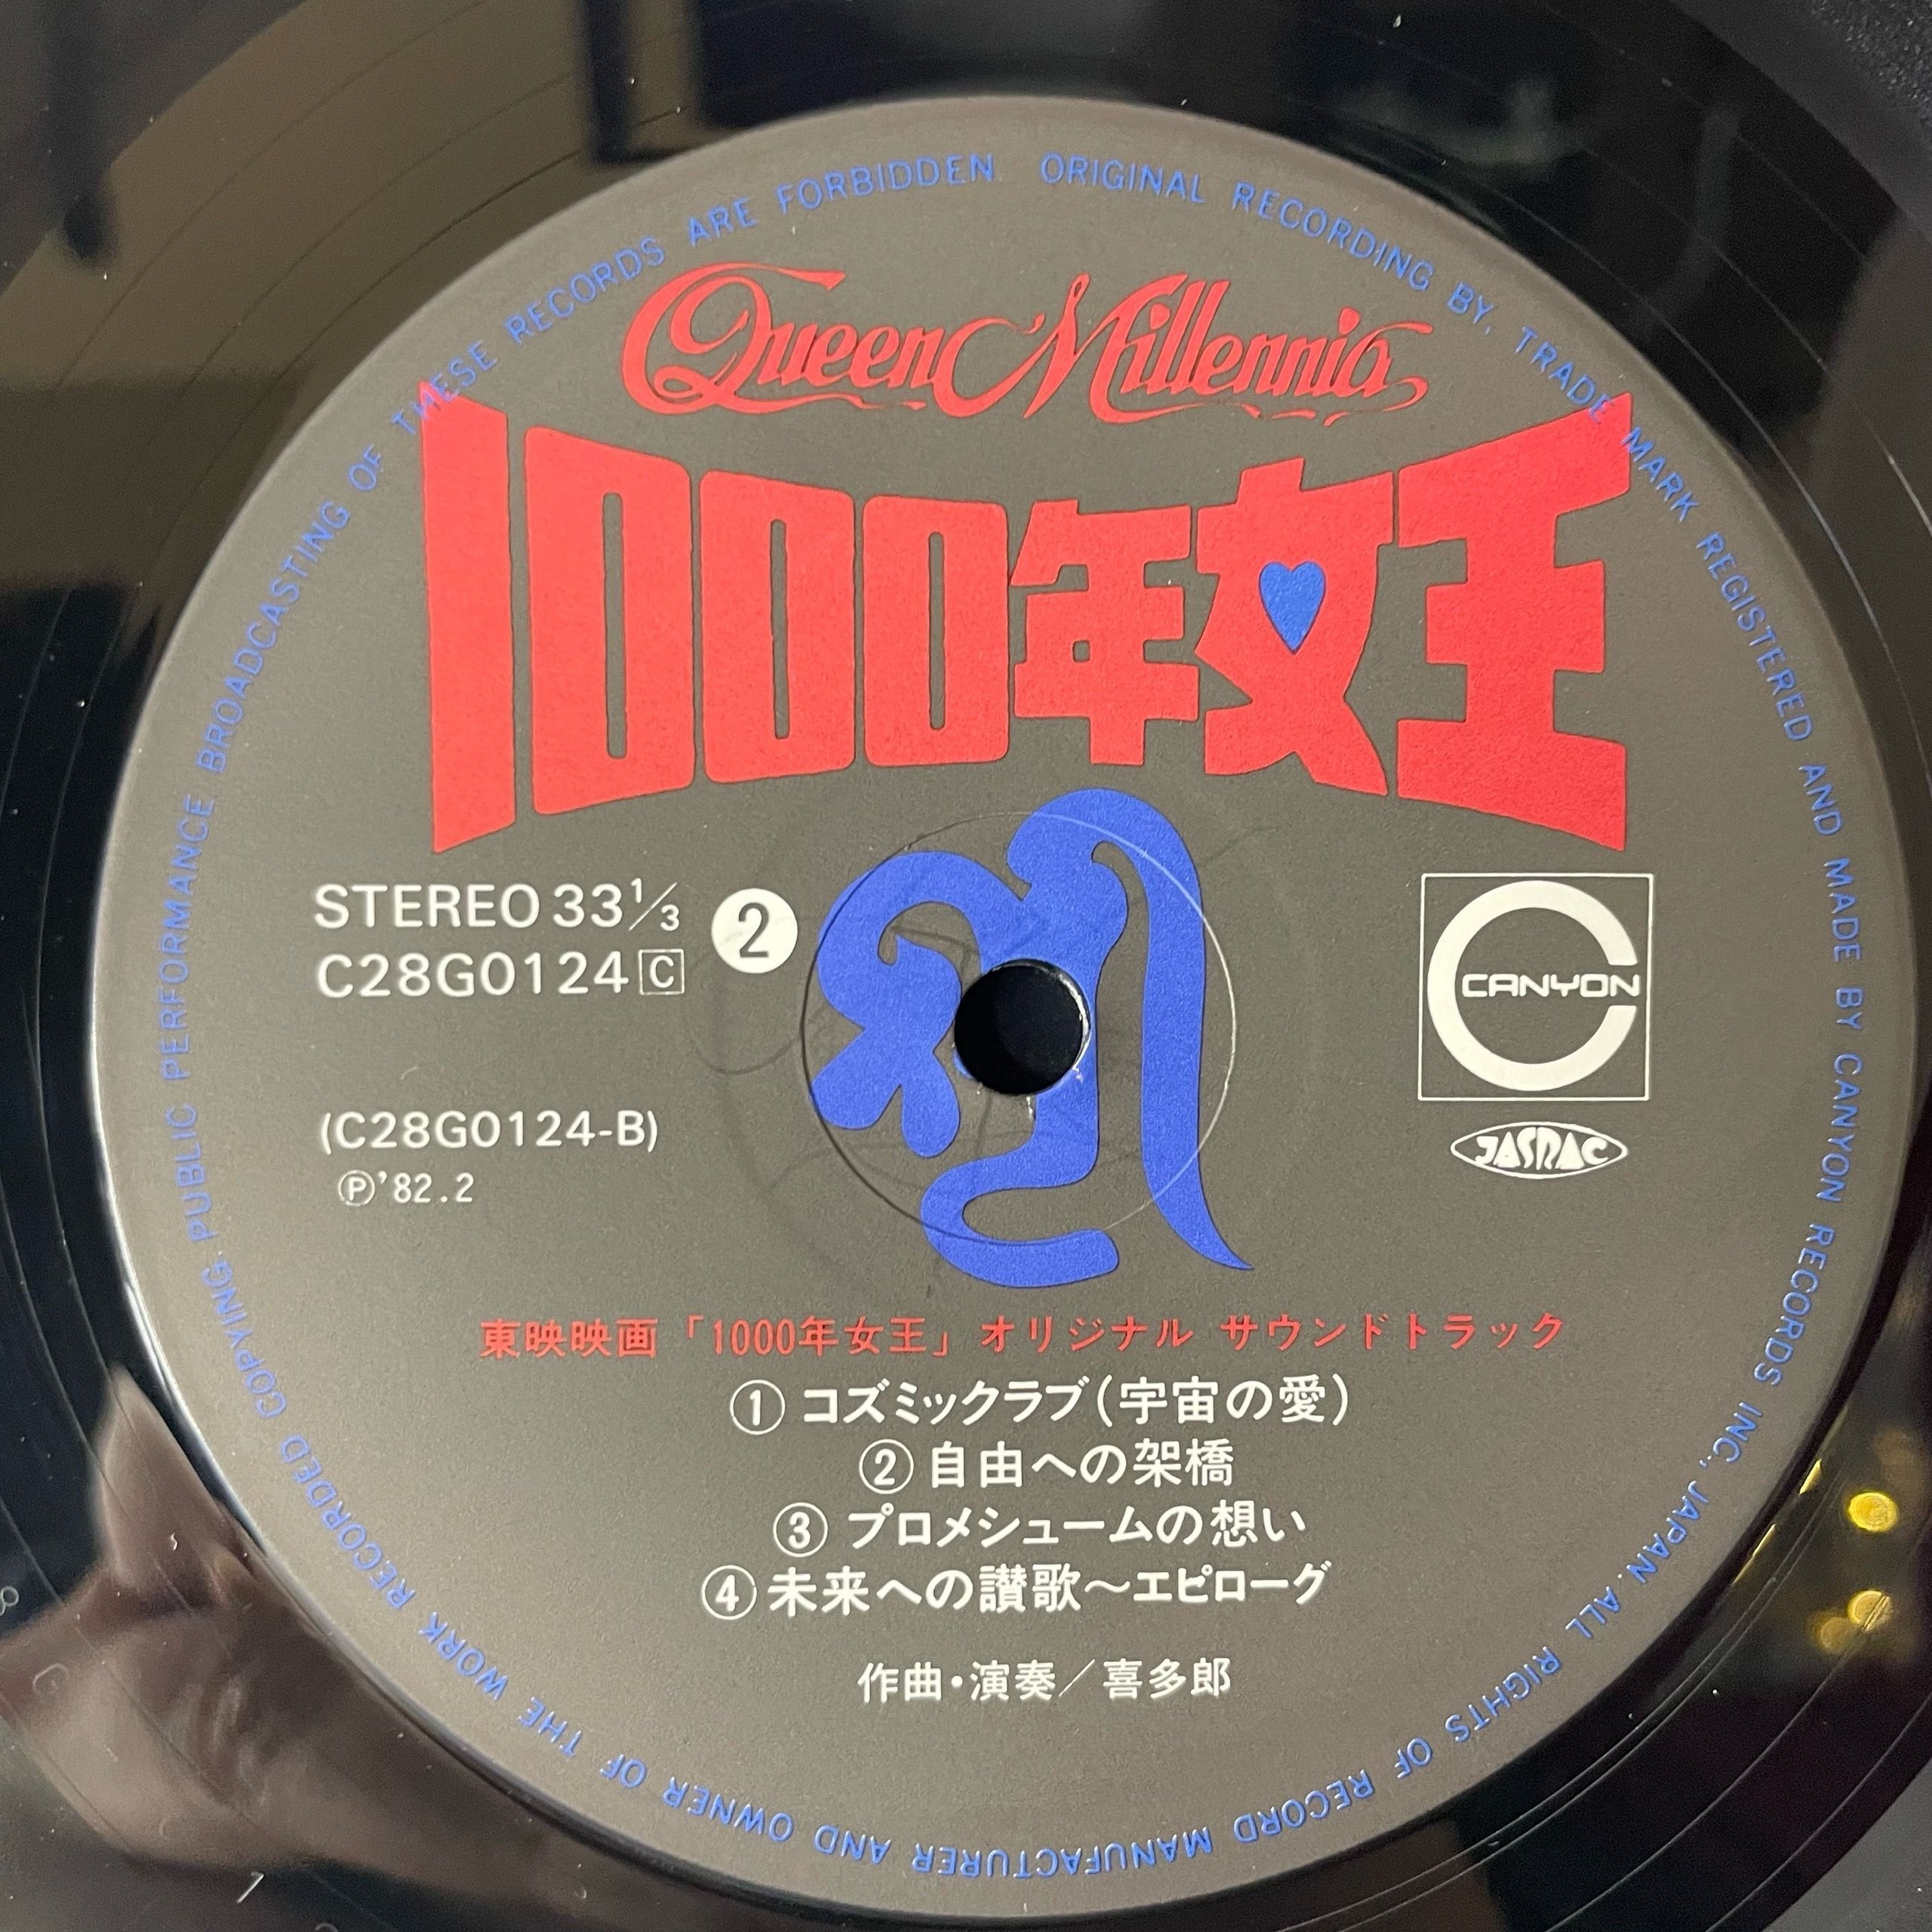 ORIGINAL RECORDING BY. TRADE MARK REGISTERED AND MADE BY CANYON RECORDS INC., JAPAN. ALL RIGHTS OF RECORD MANUFACTURER AND OWNER OF THE WORK RECORDED COPYING. PUBLIC PERFORMANCE BROADCASTING OF THESE RECORDS ARE FORBIDDEN.
Queen Millennia
1000年女王
STEREO 33⅓
②
C28G0124 C
CANYON
JASRAC
(C28G0124-B)
Ⓟ'82.2
東映映画「1000年女王」オリジナル サウンドトラック
① コズミックラブ(宇宙の愛)
② 自由への架橋
③ プロメシュームの想い
④ 未来への讃歌〜エピローグ
作曲・演奏／喜多郎